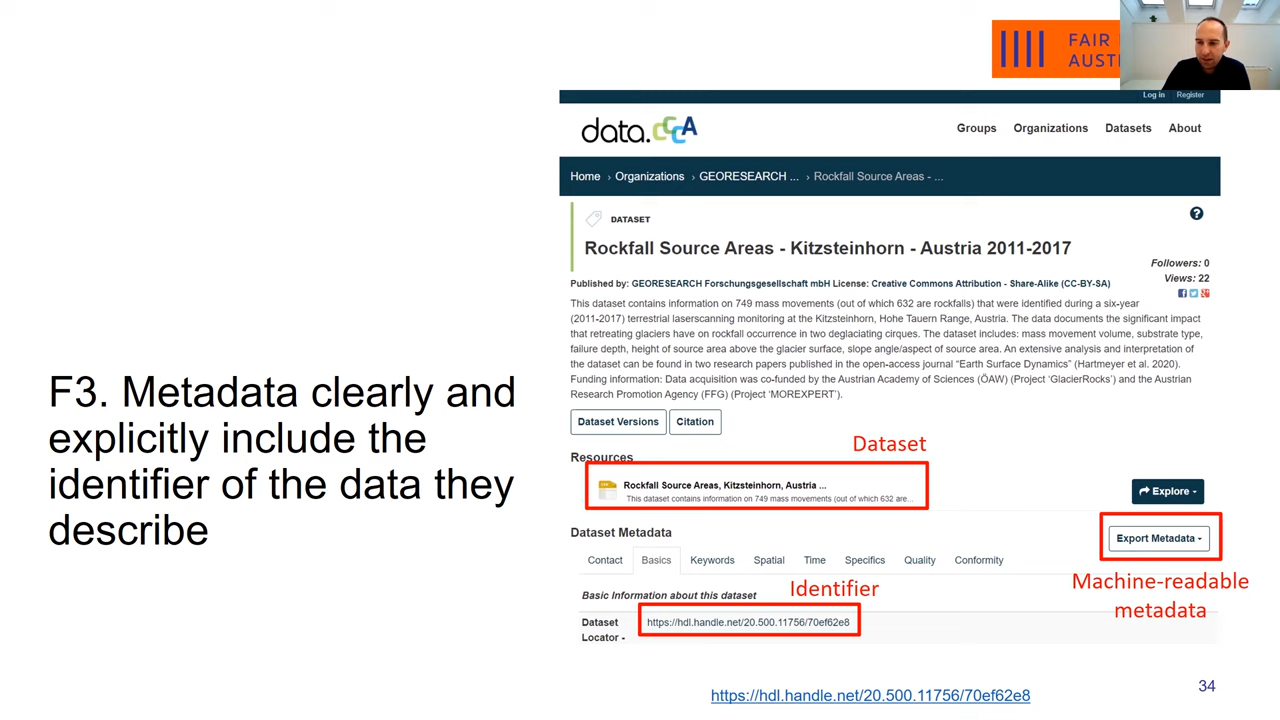 FAIR
AUST
Log in Register
data.CCCA
Groups Organizations Datasets About
Home › Organizations › GEORESEARCH ... › Rockfall Source Areas - ...
DATASET
Rockfall Source Areas - Kitzsteinhorn - Austria 2011-2017
Followers: 0
Views: 22
Published by: GEORESEARCH Forschungsgesellschaft mbH License: Creative Commons Attribution - Share-Alike (CC-BY-SA)
This dataset contains information on 749 mass movements (out of which 632 are rockfalls) that were identified during a six-year
(2011-2017) terrestrial laserscanning monitoring at the Kitzsteinhorn, Hohe Tauern Range, Austria. The data documents the significant impact
that retreating glaciers have on rockfall occurrence in two deglaciating cirques. The dataset includes: mass movement volume, substrate type,
failure depth, height of source area above the glacier surface, slope angle/aspect of source area. An extensive analysis and interpretation of
the dataset can be found in two research papers published in the open-access journal “Earth Surface Dynamics” (Hartmeyer et al. 2020).
Funding information: Data acquisition was co-funded by the Austrian Academy of Sciences (ÖAW) (Project ‘GlacierRocks’) and the Austrian
Research Promotion Agency (FFG) (Project ‘MOREXPERT’).
Dataset Versions Citation
F3. Metadata clearly and
explicitly include the
identifier of the data they
describe
Dataset
Resources
Rockfall Source Areas, Kitzsteinhorn, Austria ...
This dataset contains information on 749 mass movements (out of which 632 are...
Explore
Dataset Metadata
Export Metadata
Contact Basics Keywords Spatial Time Specifics Quality Conformity
Machine-readable
metadata
Identifier
Basic Information about this dataset
Dataset
Locator -
https://hdl.handle.net/20.500.11756/70ef62e8
https://hdl.handle.net/20.500.11756/70ef62e8
34